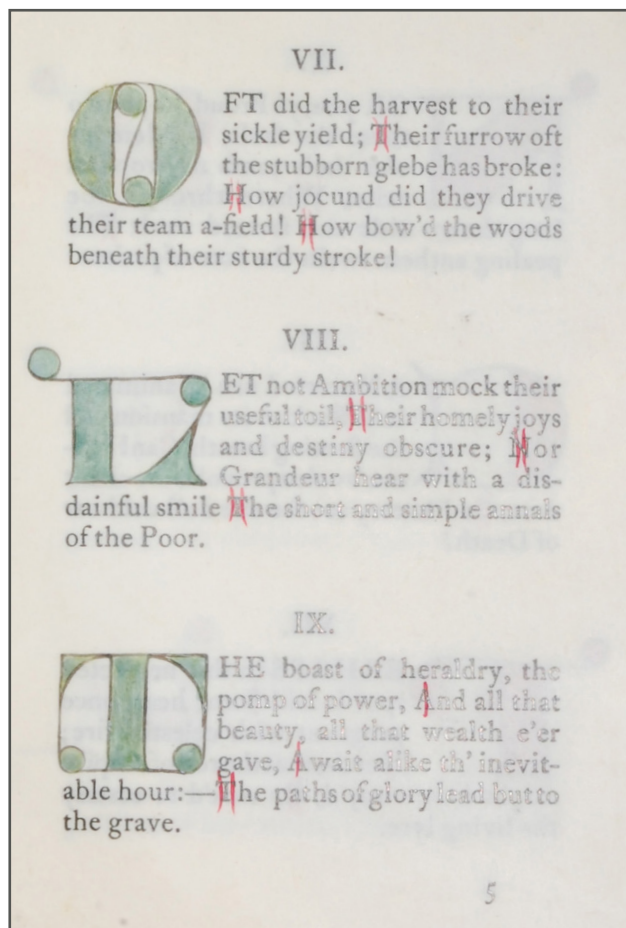 VII.
OFT did the harvest to their
sickle yield; Their furrow oft
the stubborn glebe has broke:
How jocund did they drive
their team a-field! How bow'd the woods
beneath their sturdy stroke!
VIII.
LET not Ambition mock their
useful toil, Their homely joys
and destiny obscure; Nor
Grandeur hear with a dis-
dainful smile The short and simple annals
of the Poor.
IX.
THE boast of heraldry, the
pomp of power, And all that
beauty, all that wealth e'er
gave, Await alike th' inevit-
able hour:—The paths of glory lead but to
the grave.
5